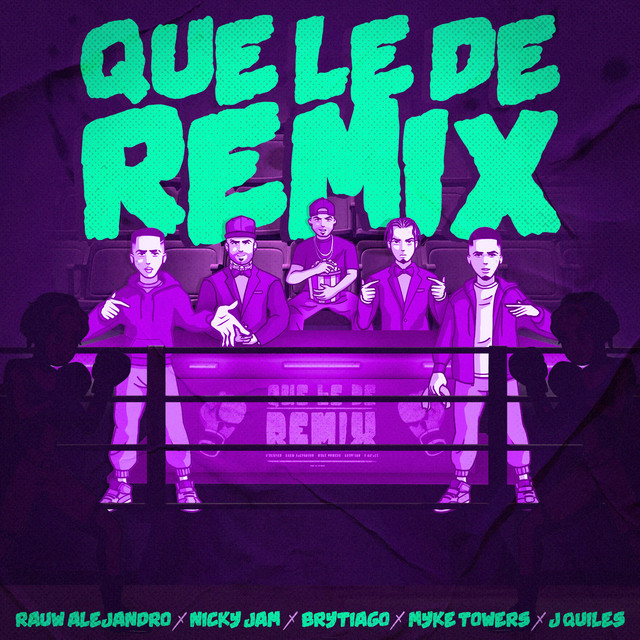 QUE LE DE
REMIX
QUE LE DE
REMIX
RAUW ALEJANDRO X NICKY JAM X BRYTIAGO X MYKE TOWERS X J QUILES